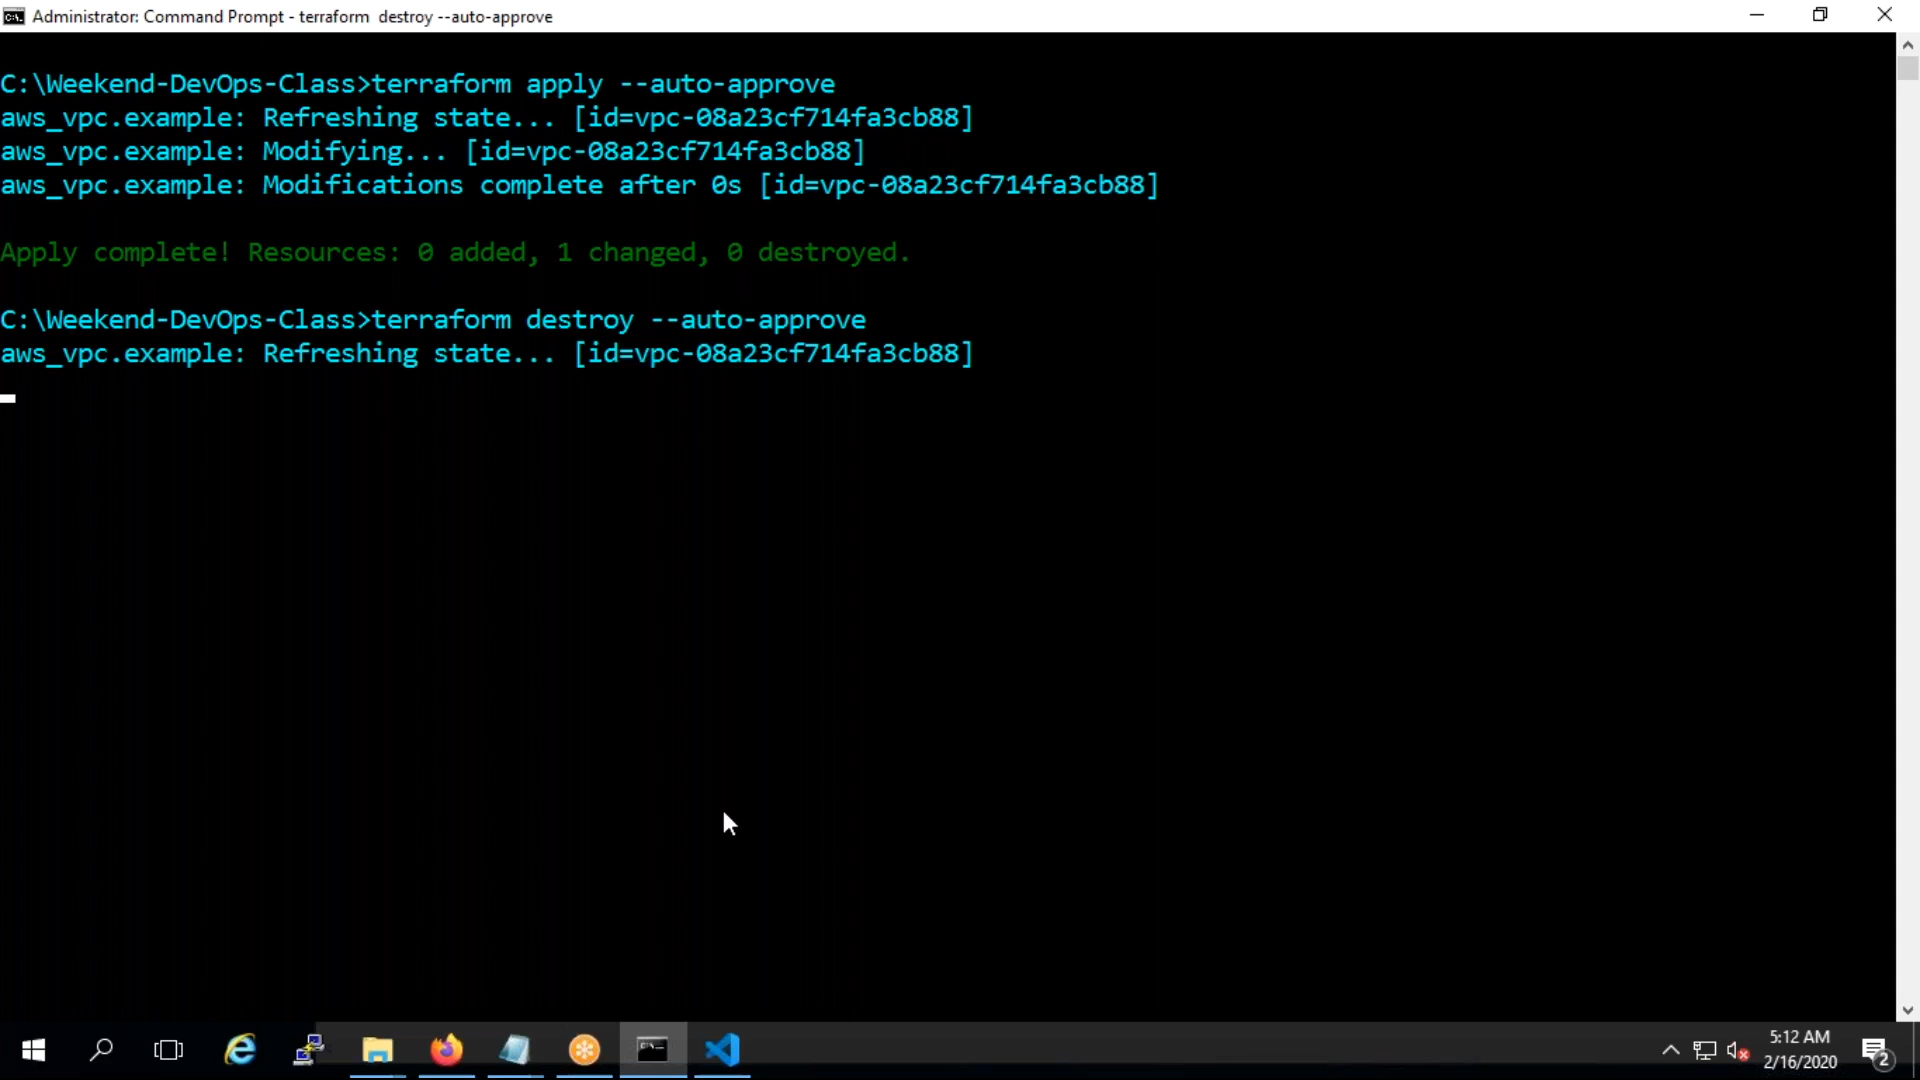 Administrator: Command Prompt - terraform  destroy --auto-approve
C:\Weekend-DevOps-Class>terraform apply --auto-approve
aws_vpc.example: Refreshing state... [id=vpc-08a23cf714fa3cb88]
aws_vpc.example: Modifying... [id=vpc-08a23cf714fa3cb88]
aws_vpc.example: Modifications complete after 0s [id=vpc-08a23cf714fa3cb88]
Apply complete! Resources: 0 added, 1 changed, 0 destroyed.
C:\Weekend-DevOps-Class>terraform destroy --auto-approve
aws_vpc.example: Refreshing state... [id=vpc-08a23cf714fa3cb88]
5:12 AM
2/16/2020
2